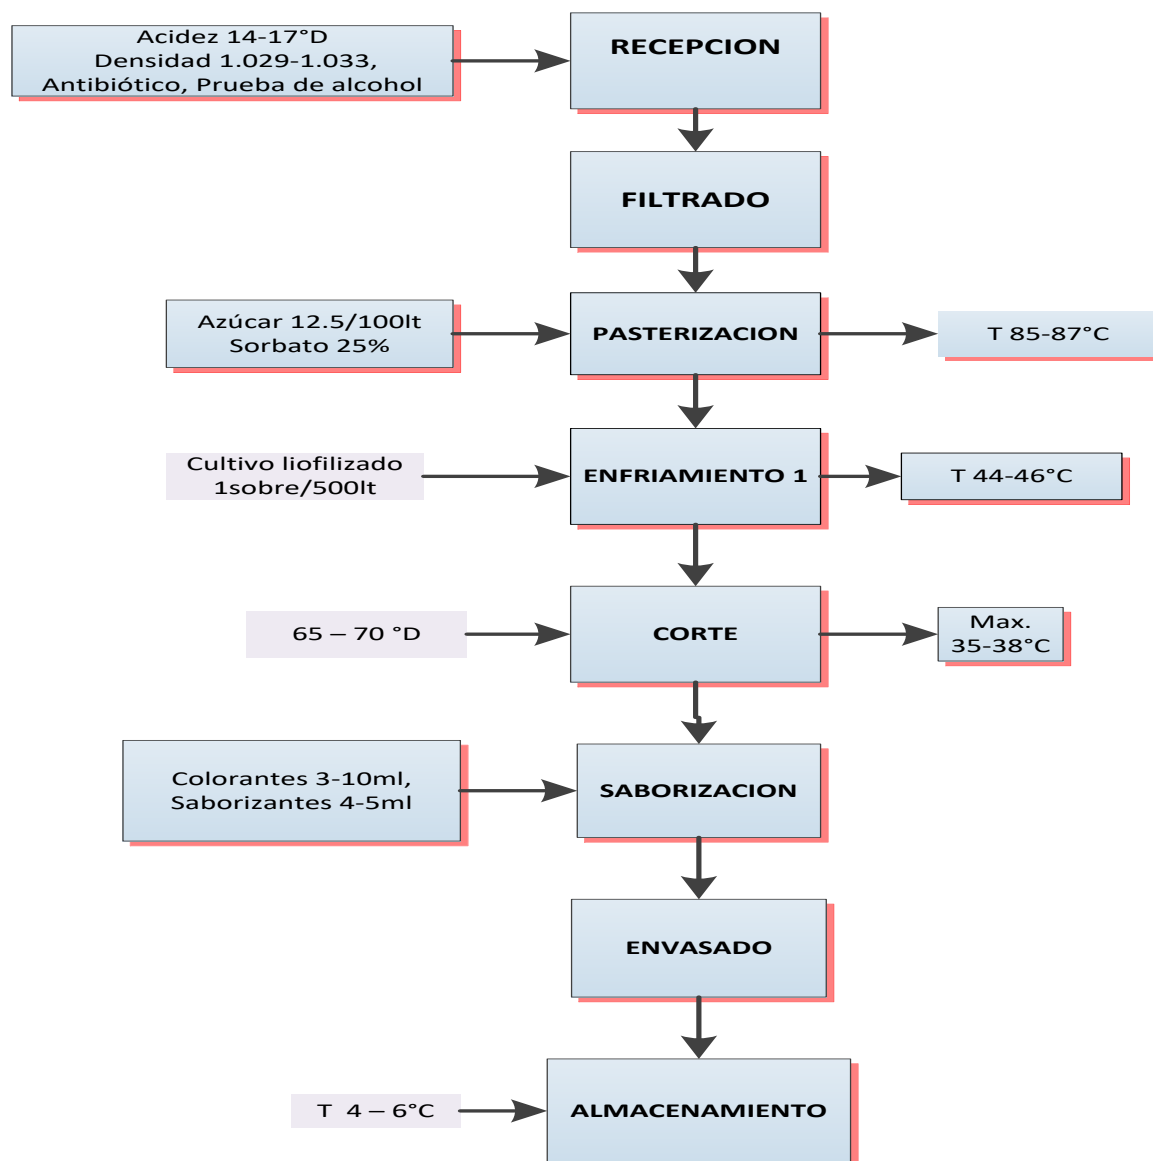 Acidez 14-17°D
Densidad 1.029-1.033,
Antibiótico, Prueba de alcohol
RECEPCION
FILTRADO
Azúcar 12.5/100lt
Sorbato 25%
PASTERIZACION
T 85-87°C
Cultivo liofilizado
1sobre/500lt
ENFRIAMIENTO 1
T 44-46°C
65 – 70 °D
CORTE
Max.
35-38°C
Colorantes 3-10ml,
Saborizantes 4-5ml
SABORIZACION
ENVASADO
T 4 – 6°C
ALMACENAMIENTO